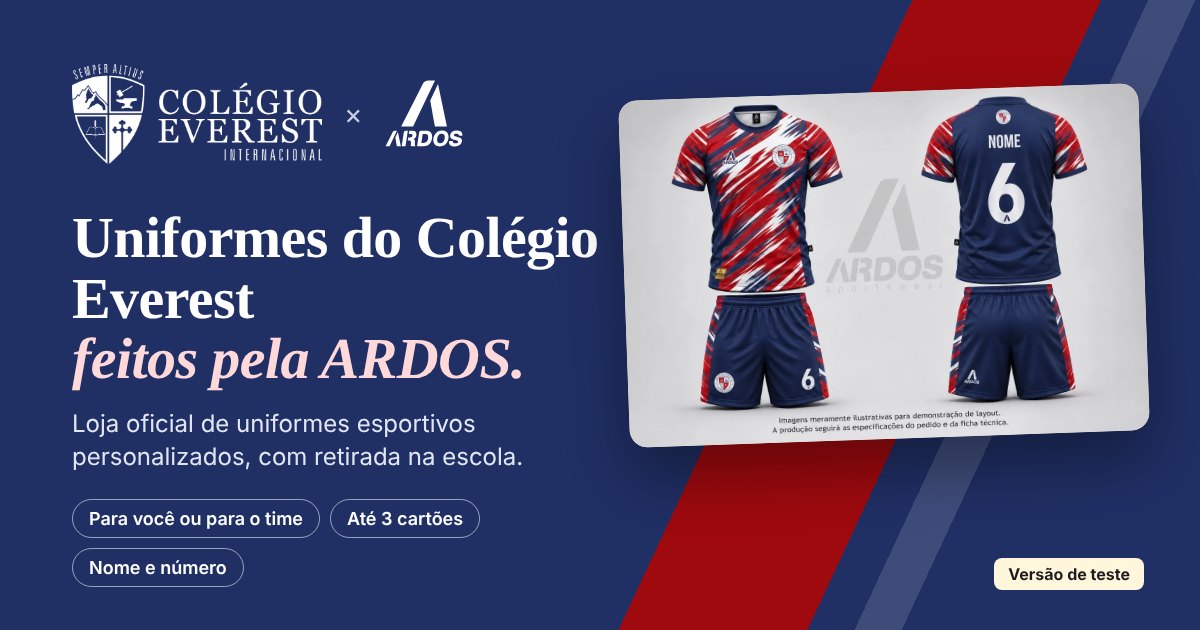 SEMPER ALTIUS
COLÉGIO
EVEREST
INTERNACIONAL
×
ARDOS
Uniformes do Colégio
Everest
feitos pela ARDOS.
Loja oficial de uniformes esportivos
personalizados, com retirada na escola.
Para você ou para o time
Até 3 cartões
Nome e número
NOME
6
ARDOS
sportswear
6
ARDOS
Imagens meramente ilustrativas para demonstração de layout.
A produção seguirá as especificações do pedido e da ficha técnica.
Versão de teste